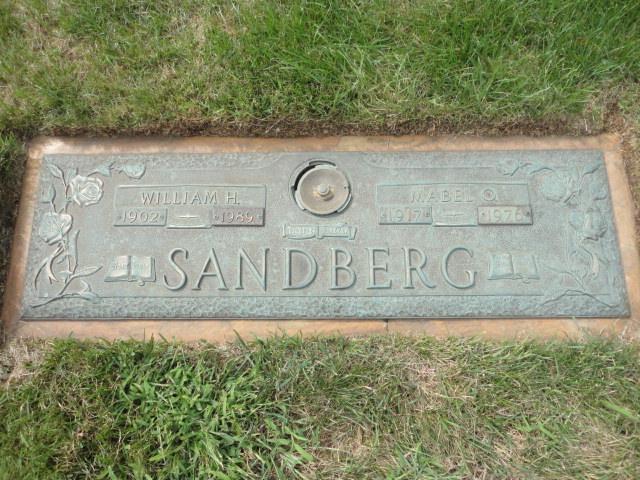 WILLIAM H.
1902 1989
MABEL O.
1917 1976
SANDBERG